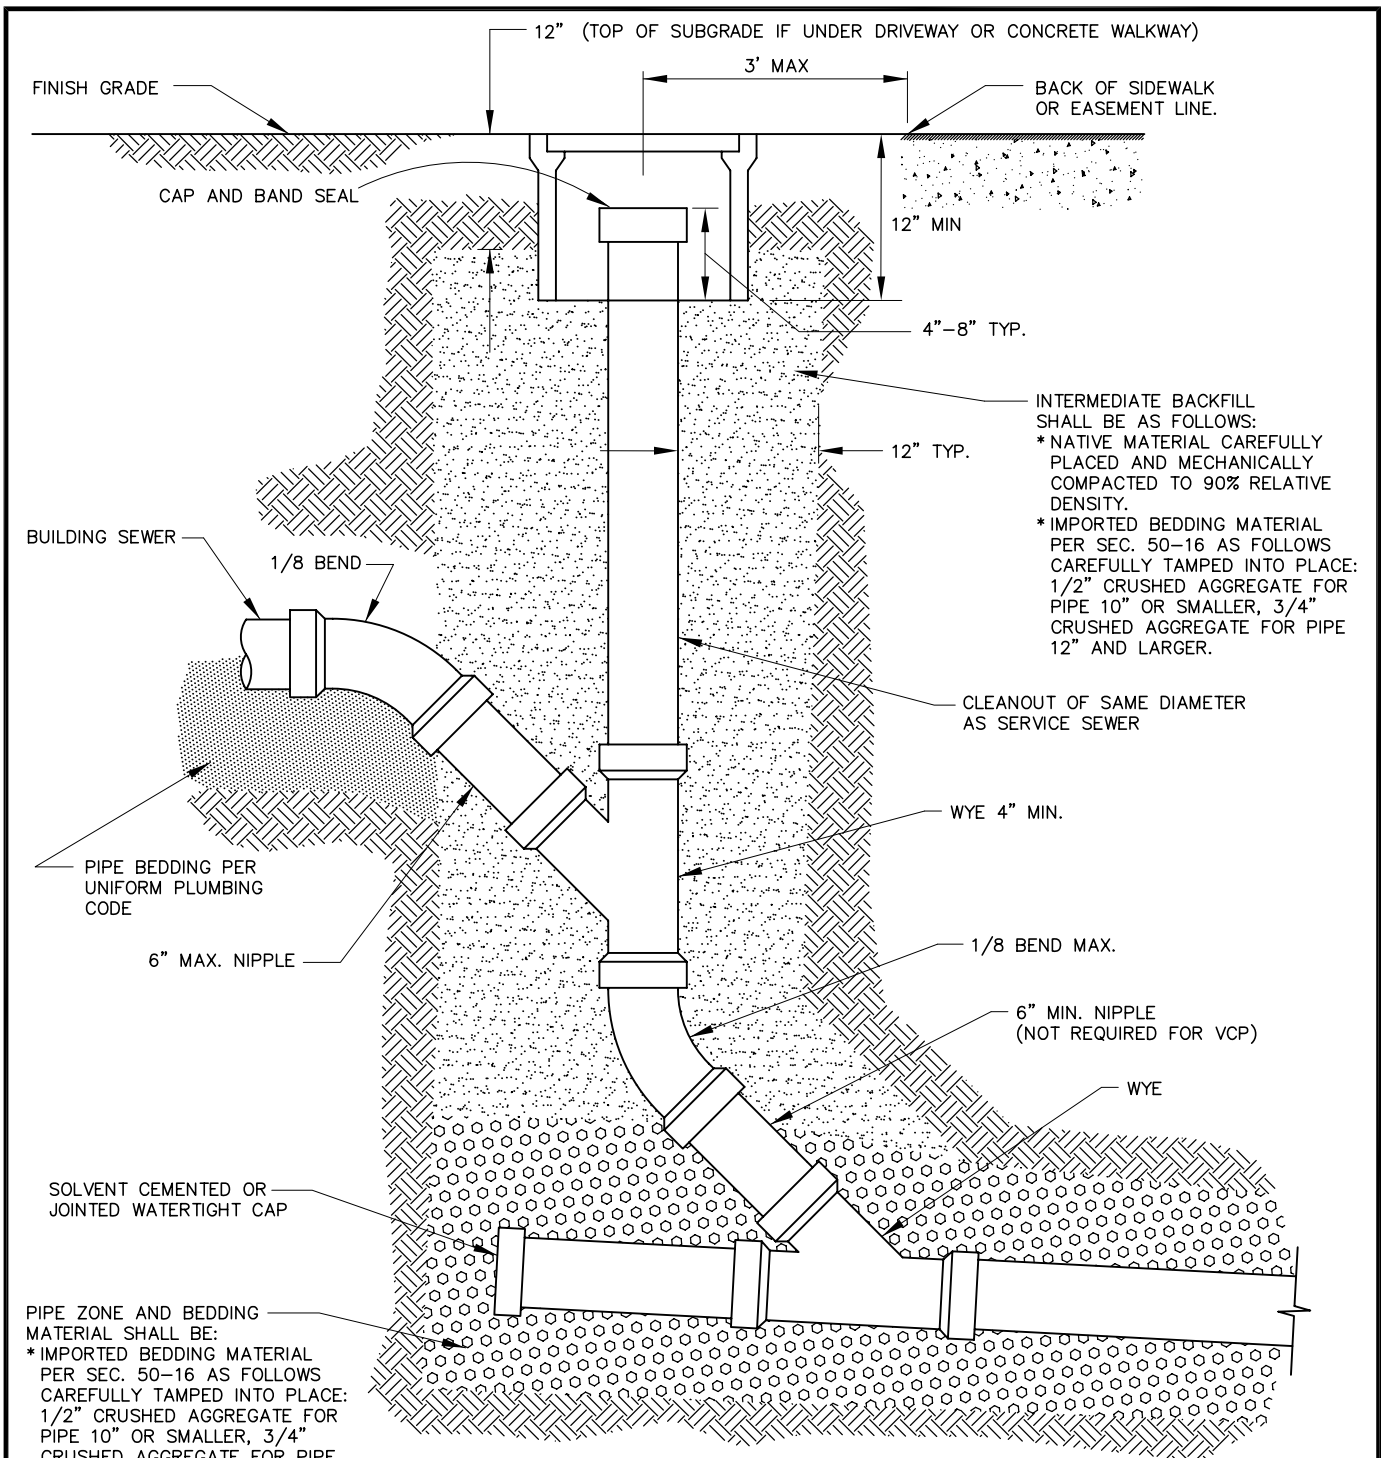 12” (TOP OF SUBGRADE IF UNDER DRIVEWAY OR CONCRETE WALKWAY)
3’ MAX
FINISH GRADE
BACK OF SIDEWALK
OR EASEMENT LINE.
CAP AND BAND SEAL
12” MIN
4”–8” TYP.
INTERMEDIATE BACKFILL
SHALL BE AS FOLLOWS:
* NATIVE MATERIAL CAREFULLY
PLACED AND MECHANICALLY
COMPACTED TO 90% RELATIVE
DENSITY.
* IMPORTED BEDDING MATERIAL
PER SEC. 50–16 AS FOLLOWS
CAREFULLY TAMPED INTO PLACE:
1/2” CRUSHED AGGREGATE FOR
PIPE 10” OR SMALLER, 3/4”
CRUSHED AGGREGATE FOR PIPE
12” AND LARGER.
12” TYP.
BUILDING SEWER
1/8 BEND
CLEANOUT OF SAME DIAMETER
AS SERVICE SEWER
WYE 4” MIN.
PIPE BEDDING PER
UNIFORM PLUMBING
CODE
6” MAX. NIPPLE
1/8 BEND MAX.
6” MIN. NIPPLE
(NOT REQUIRED FOR VCP)
WYE
SOLVENT CEMENTED OR
JOINTED WATERTIGHT CAP
PIPE ZONE AND BEDDING
MATERIAL SHALL BE:
* IMPORTED BEDDING MATERIAL
PER SEC. 50–16 AS FOLLOWS
CAREFULLY TAMPED INTO PLACE:
1/2” CRUSHED AGGREGATE FOR
PIPE 10” OR SMALLER, 3/4”
CRUSHED AGGREGATE FOR PIPE